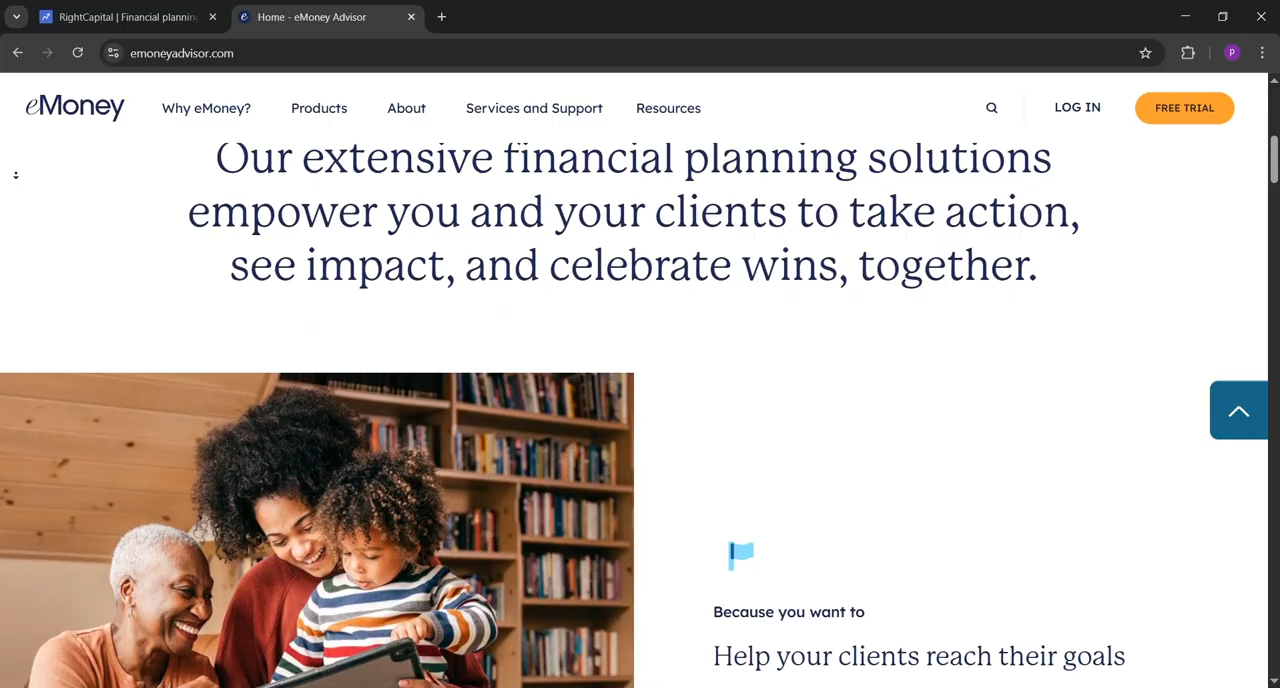 RightCapital | Financial planning
Home - eMoney Advisor
emoneyadvisor.com
P
eMoney
Why eMoney?
Products
About
Services and Support
Resources
LOG IN
FREE TRIAL
Our extensive financial planning solutions
empower you and your clients to take action,
see impact, and celebrate wins, together.
Because you want to
Help your clients reach their goals